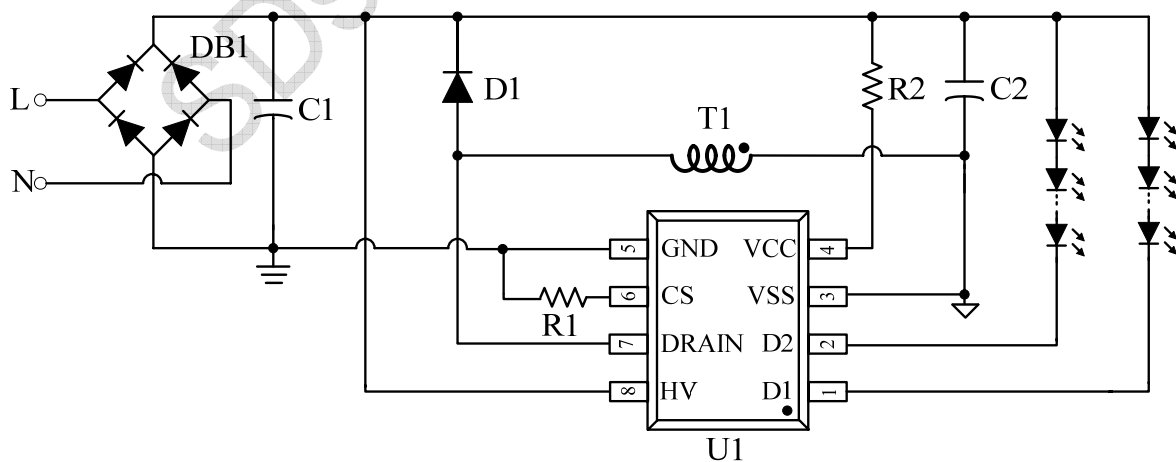 SDS
DB1
L
C1
D1
R2
C2
T1
N
5 GND VCC 4
6 CS VSS 3
R1
7 DRAIN D2 2
8 HV D1 1
U1